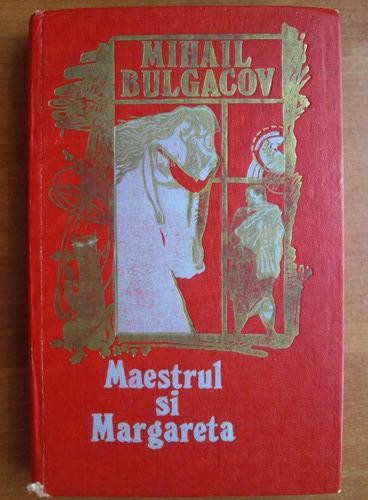 MIHAIL
BULGACOV
Maestrul
si
Margareta